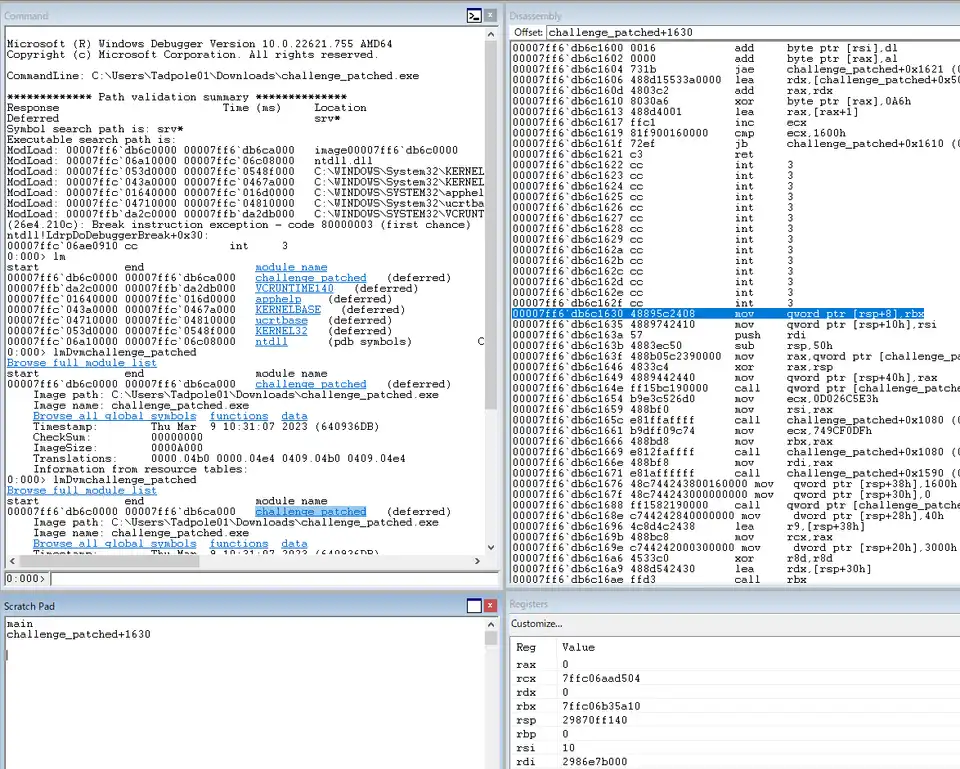 Command
Microsoft (R) Windows Debugger Version 10.0.22621.755 AMD64
Copyright (c) Microsoft Corporation. All rights reserved.
CommandLine: C:\Users\Tadpole01\Downloads\challenge_patched.exe
************* Path validation summary **************
Response Time (ms) Location
Deferred srv*
Symbol search path is: srv*
Executable search path is:
ModLoad: 00007ff6`db6c0000 00007ff6`db6ca000 image00007ff6`db6c0000
ModLoad: 00007ffc`06a10000 00007ffc`06c08000 ntdll.dll
ModLoad: 00007ffc`053d0000 00007ffc`0548f000 C:\WINDOWS\System32\KERNEL
ModLoad: 00007ffc`043a0000 00007ffc`0467a000 C:\WINDOWS\System32\KERNEL
ModLoad: 00007ffc`01640000 00007ffc`016d0000 C:\WINDOWS\SYSTEM32\apphelp
ModLoad: 00007ffc`04710000 00007ffc`04810000 C:\WINDOWS\System32\ucrtba
ModLoad: 00007ffb`da2c0000 00007ffb`da2db000 C:\WINDOWS\SYSTEM32\VCRUNT
(26e4.210c): Break instruction exception - code 80000003 (first chance)
ntdll!LdrpDoDebuggerBreak+0x30:
00007ffc`06ae0910 cc int 3
0:000> lm
start end module name
00007ff6`db6c0000 00007ff6`db6ca000 challenge_patched (deferred)
00007ffb`da2c0000 00007ffb`da2db000 VCRUNTIME140 (deferred)
00007ffc`01640000 00007ffc`016d0000 apphelp (deferred)
00007ffc`043a0000 00007ffc`0467a000 KERNELBASE (deferred)
00007ffc`04710000 00007ffc`04810000 ucrtbase (deferred)
00007ffc`053d0000 00007ffc`0548f000 KERNEL32 (deferred)
00007ffc`06a10000 00007ffc`06c08000 ntdll (pdb symbols) C
0:000> lmDvmchallenge_patched
Browse full module list
start end module name
00007ff6`db6c0000 00007ff6`db6ca000 challenge_patched (deferred)
Image path: C:\Users\Tadpole01\Downloads\challenge_patched.exe
Image name: challenge_patched.exe
Browse all global symbols functions data
Timestamp: Thu Mar 9 10:31:07 2023 (640936DB)
CheckSum: 00000000
ImageSize: 0000A000
Translations: 0000.04b0 0000.04e4 0409.04b0 0409.04e4
Information from resource tables:
0:000> lmDvmchallenge_patched
Browse full module list
start end module name
00007ff6`db6c0000 00007ff6`db6ca000 challenge_patched (deferred)
Image path: C:\Users\Tadpole01\Downloads\challenge_patched.exe
Image name: challenge_patched.exe
Browse all global symbols functions data
Timestamp: Thu Mar 9 10:31:07 2023 (640936DB)
0:000>
Scratch Pad
main
challenge_patched+1630
Disassembly
Offset: challenge_patched+1630
00007ff6`db6c1600 0016 add byte ptr [rsi],dl
00007ff6`db6c1602 0000 add byte ptr [rax],al
00007ff6`db6c1604 731b jae challenge_patched+0x1621 (0
00007ff6`db6c1606 488d15533a0000 lea rdx,[challenge_patched+0x50
00007ff6`db6c160d 4803c2 add rax,rdx
00007ff6`db6c1610 8030a6 xor byte ptr [rax],0A6h
00007ff6`db6c1613 488d4001 lea rax,[rax+1]
00007ff6`db6c1617 ffc1 inc ecx
00007ff6`db6c1619 81f900160000 cmp ecx,1600h
00007ff6`db6c161f 72ef jb challenge_patched+0x1610 (0
00007ff6`db6c1621 c3 ret
00007ff6`db6c1622 cc int 3
00007ff6`db6c1623 cc int 3
00007ff6`db6c1624 cc int 3
00007ff6`db6c1625 cc int 3
00007ff6`db6c1626 cc int 3
00007ff6`db6c1627 cc int 3
00007ff6`db6c1628 cc int 3
00007ff6`db6c1629 cc int 3
00007ff6`db6c162a cc int 3
00007ff6`db6c162b cc int 3
00007ff6`db6c162c cc int 3
00007ff6`db6c162d cc int 3
00007ff6`db6c162e cc int 3
00007ff6`db6c162f cc int 3
00007ff6`db6c1630 48895c2408 mov qword ptr [rsp+8],rbx
00007ff6`db6c1635 4889742410 mov qword ptr [rsp+10h],rsi
00007ff6`db6c163a 57 push rdi
00007ff6`db6c163b 4883ec50 sub rsp,50h
00007ff6`db6c163f 488b05c2390000 mov rax,qword ptr [challenge_pa
00007ff6`db6c1646 4833c4 xor rax,rsp
00007ff6`db6c1649 4889442440 mov qword ptr [rsp+40h],rax
00007ff6`db6c164e ff15bc190000 call qword ptr [challenge_patche
00007ff6`db6c1654 b9e3c526d0 mov ecx,0D026C5E3h
00007ff6`db6c1659 488bf0 mov rsi,rax
00007ff6`db6c165c e81ffaffff call challenge_patched+0x1080 (0
00007ff6`db6c1661 b9dff09c74 mov ecx,749CF0DFh
00007ff6`db6c1666 488bd8 mov rbx,rax
00007ff6`db6c1669 e812faffff call challenge_patched+0x1080 (0
00007ff6`db6c166e 488bf8 mov rdi,rax
00007ff6`db6c1671 e81affffff call challenge_patched+0x1590 (0
00007ff6`db6c1676 48c744243800160000 mov qword ptr [rsp+38h],1600h
00007ff6`db6c167f 48c744243000000000 mov qword ptr [rsp+30h],0
00007ff6`db6c1688 ff1582190000 call qword ptr [challenge_patche
00007ff6`db6c168e c744242840000000 mov dword ptr [rsp+28h],40h
00007ff6`db6c1696 4c8d4c2438 lea r9,[rsp+38h]
00007ff6`db6c169b 488bc8 mov rcx,rax
00007ff6`db6c169e c744242000300000 mov dword ptr [rsp+20h],3000h
00007ff6`db6c16a6 4533c0 xor r8d,r8d
00007ff6`db6c16a9 488d542430 lea rdx,[rsp+30h]
00007ff6`db6c16ae ffd3 call rbx
Registers
Customize...
Reg Value
rax 0
rcx 7ffc06aad504
rdx 0
rbx 7ffc06b35a10
rsp 29870ff140
rbp 0
rsi 10
rdi 2986e7b000